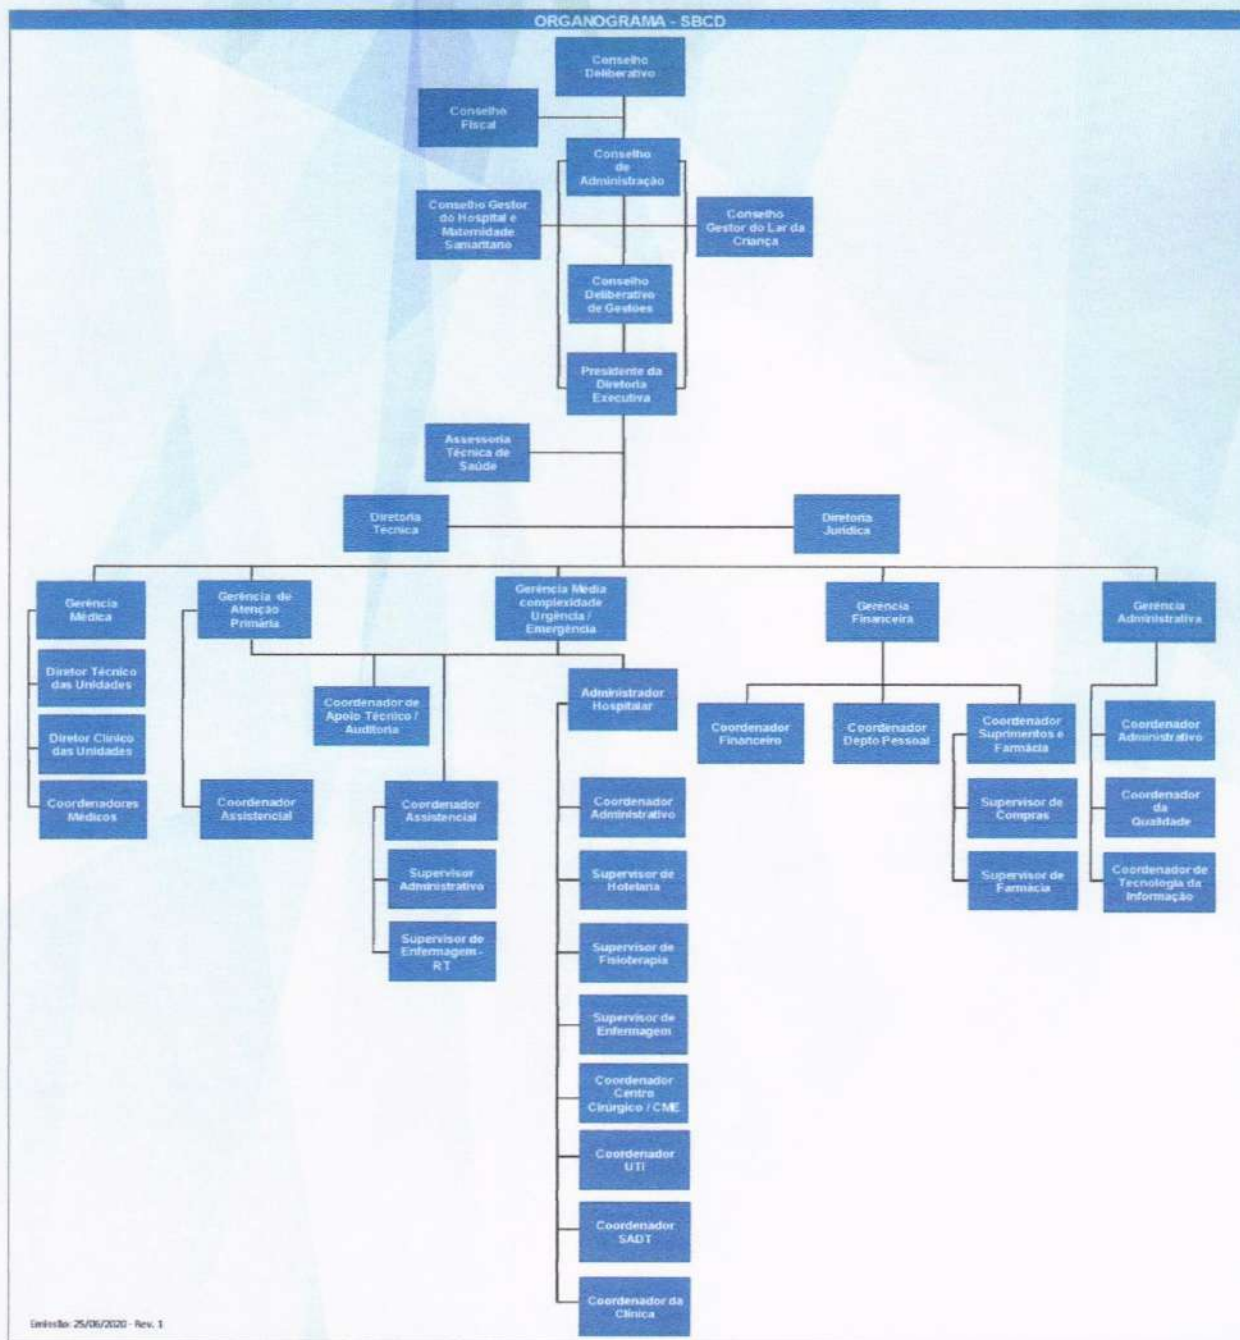 ORGANOGRAMA - SBCD
Conselho
Deliberativo
Conselho
Fiscal
Conselho
de
Administração
Conselho Gestor
do Hospital e
Maternidade
Samaritano
Conselho
Gestor do Lar da
Criança
Conselho
Deliberativo
de Gestões
Presidente da
Diretoria
Executiva
Assessoria
Técnica de
Saúde
Diretoria
Técnica
Diretoria
Jurídica
Gerência
Médica
Gerência de
Atenção
Primária
Gerência Média
complexidade
Urgência /
Emergência
Gerência
Financeira
Gerência
Administrativa
Diretor Técnico
das Unidades
Diretor Clínico
das Unidades
Coordenadores
Médicos
Coordenador
Assistencial
Coordenador de
Apoio Técnico /
Auditoria
Coordenador
Assistencial
Supervisor
Administrativo
Supervisor de
Enfermagem -
RT
Administrador
Hospitalar
Coordenador
Administrativo
Supervisor de
Hotelaria
Supervisor de
Fisioterapia
Supervisor de
Enfermagem
Coordenador
Centro
Cirúrgico / CME
Coordenador
UTI
Coordenador
SADT
Coordenador da
Clínica
Coordenador
Financeiro
Coordenador
Depto Pessoal
Coordenador
Suprimentos e
Farmácia
Supervisor de
Compras
Supervisor de
Farmácia
Coordenador
Administrativo
Coordenador
da
Qualidade
Coordenador de
Tecnologia da
Informação
Emissão: 25/06/2020 - Rev. 1